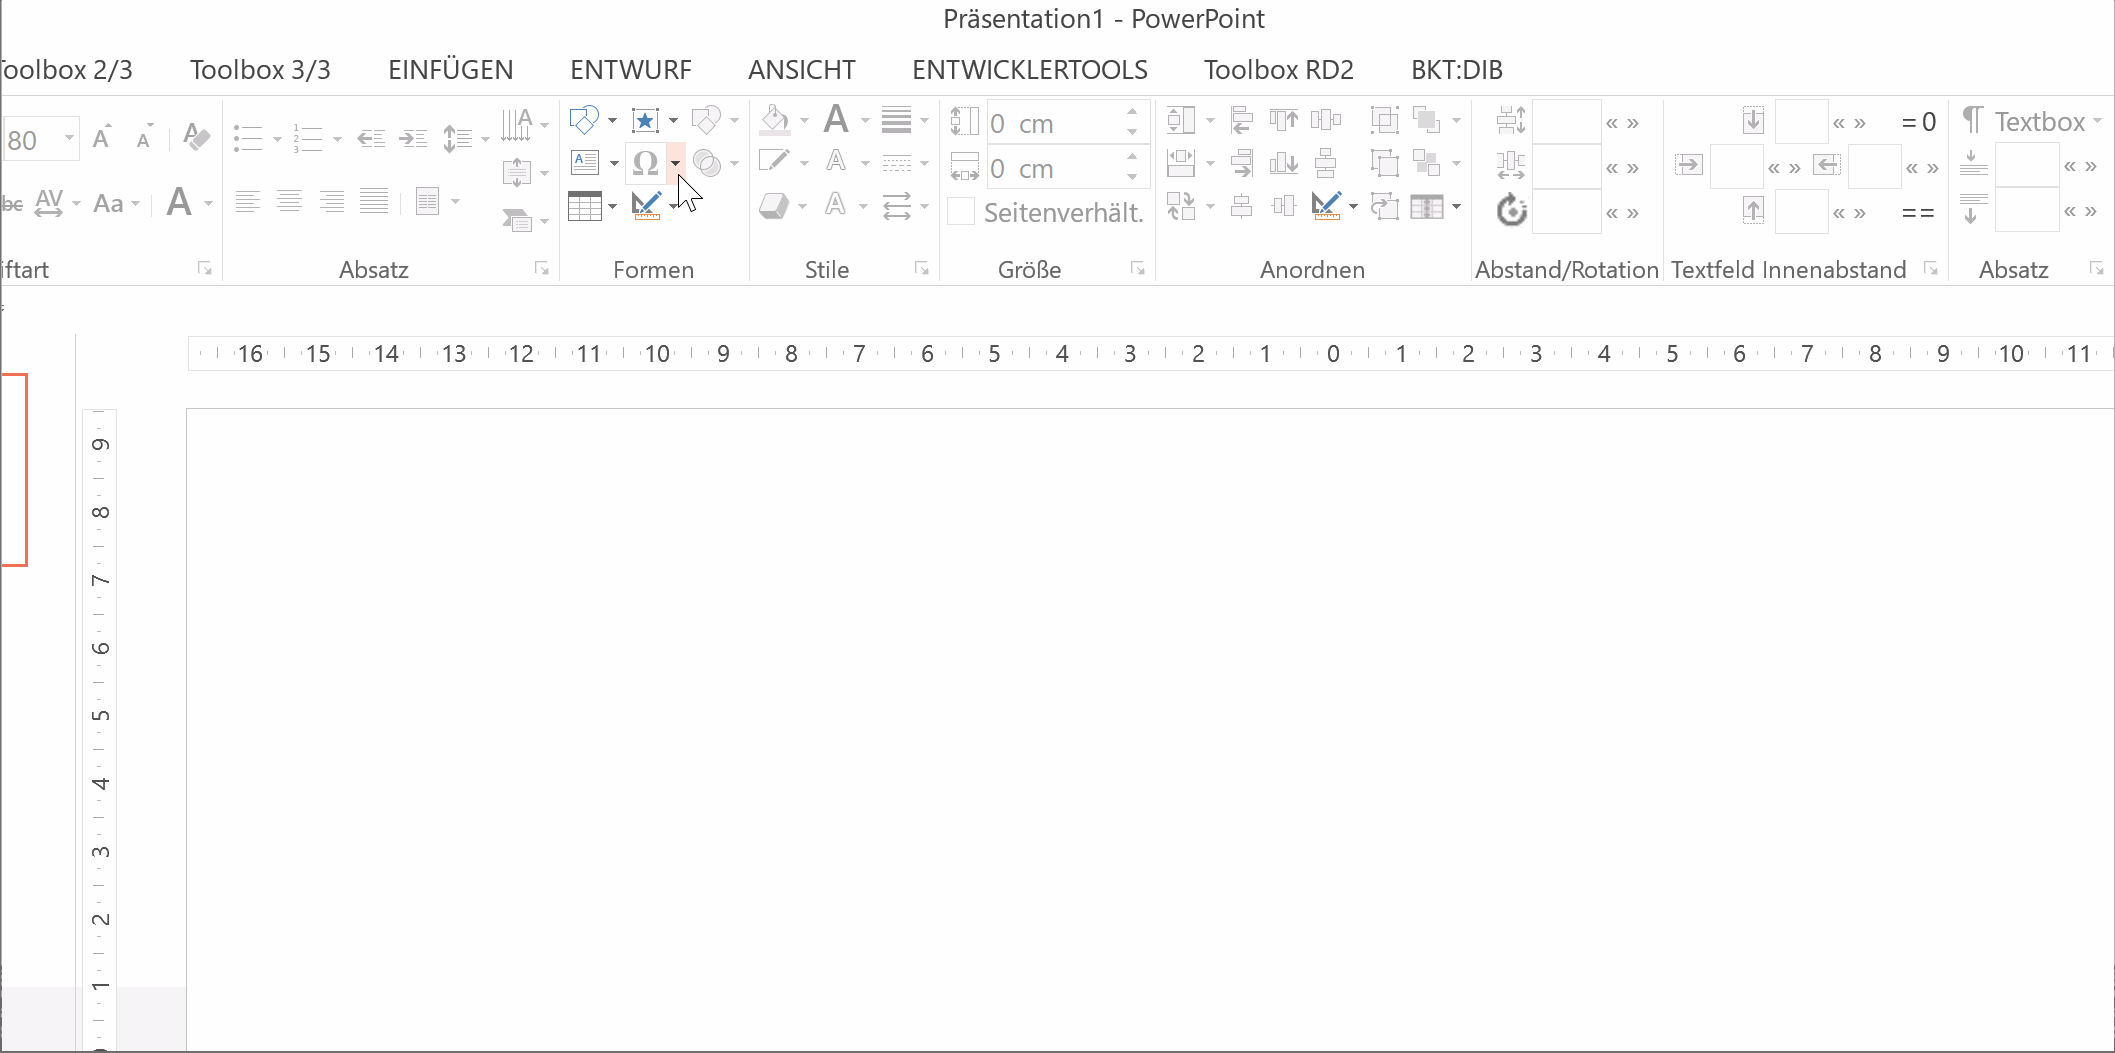 Präsentation1 - PowerPoint
Toolbox 2/3 Toolbox 3/3 EINFÜGEN ENTWURF ANSICHT ENTWICKLERTOOLS Toolbox RD2 BKT:DIB
80 A A A A A 0 cm « » « » = 0 ¶ Textbox
A Ω A 0 cm « » « » « » « »
abc AV Aa A A Seitenverhält. « » « » == « »
iftart Absatz Formen Stile Größe Anordnen Abstand/Rotation Textfeld Innenabstand Absatz
16 15 14 13 12 11 10 9 8 7 6 5 4 3 2 1 0 1 2 3 4 5 6 7 8 9 10 11
9
8
7
6
5
4
3
2
1
0